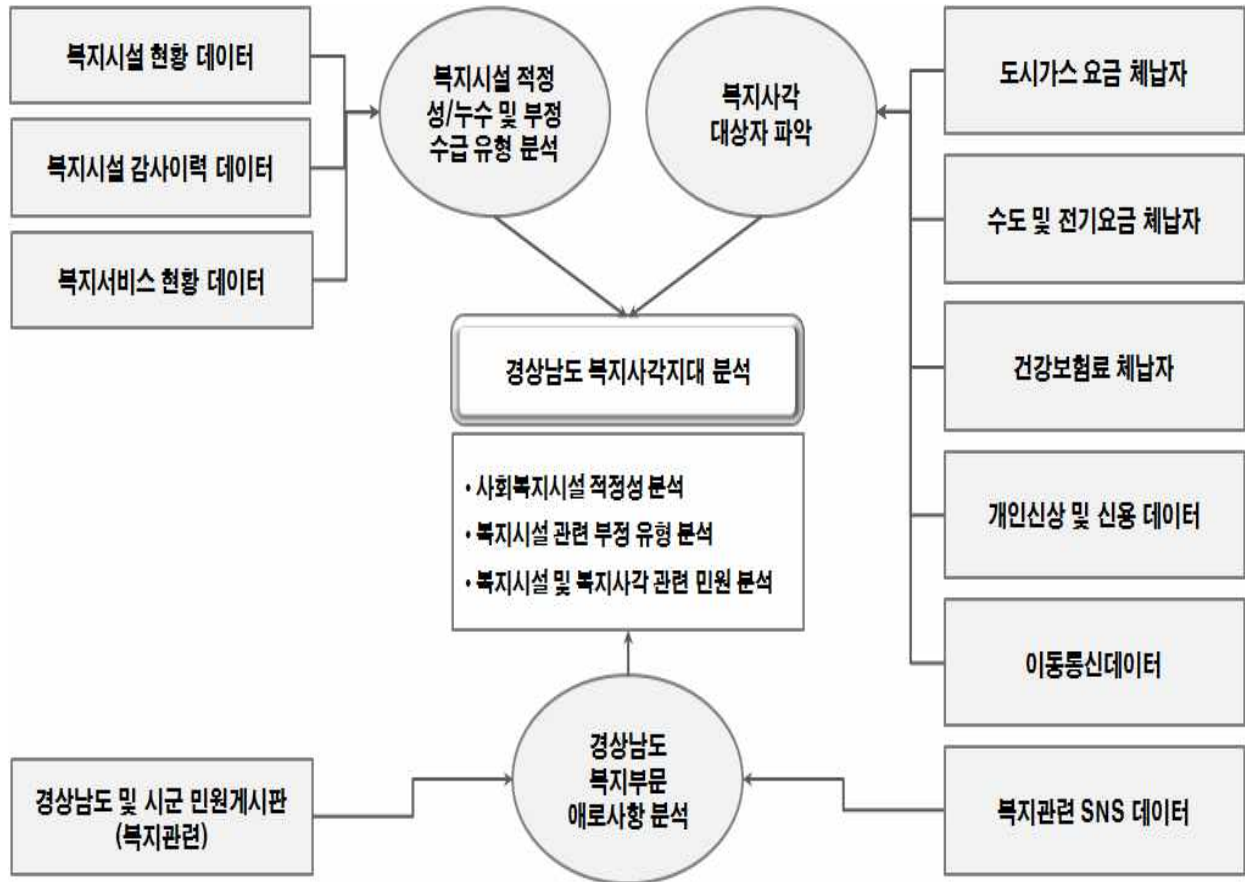 복지시설 현황 데이터
복지시설 감사이력 데이터
복지서비스 현황 데이터
복지시설 적정
성/누수 및 부정
수급 유형 분석
복지사각
대상자 파악
도시가스 요금 체납자
수도 및 전기요금 체납자
건강보험료 체납자
개인신상 및 신용 데이터
이동통신데이터
경상남도 복지사각지대 분석
• 사회복지시설 적정성 분석
• 복지시설 관련 부정 유형 분석
• 복지시설 및 복지사각 관련 민원 분석
경상남도
복지부문
애로사항 분석
경상남도 및 시군 민원게시판
(복지관련)
복지관련 SNS 데이터